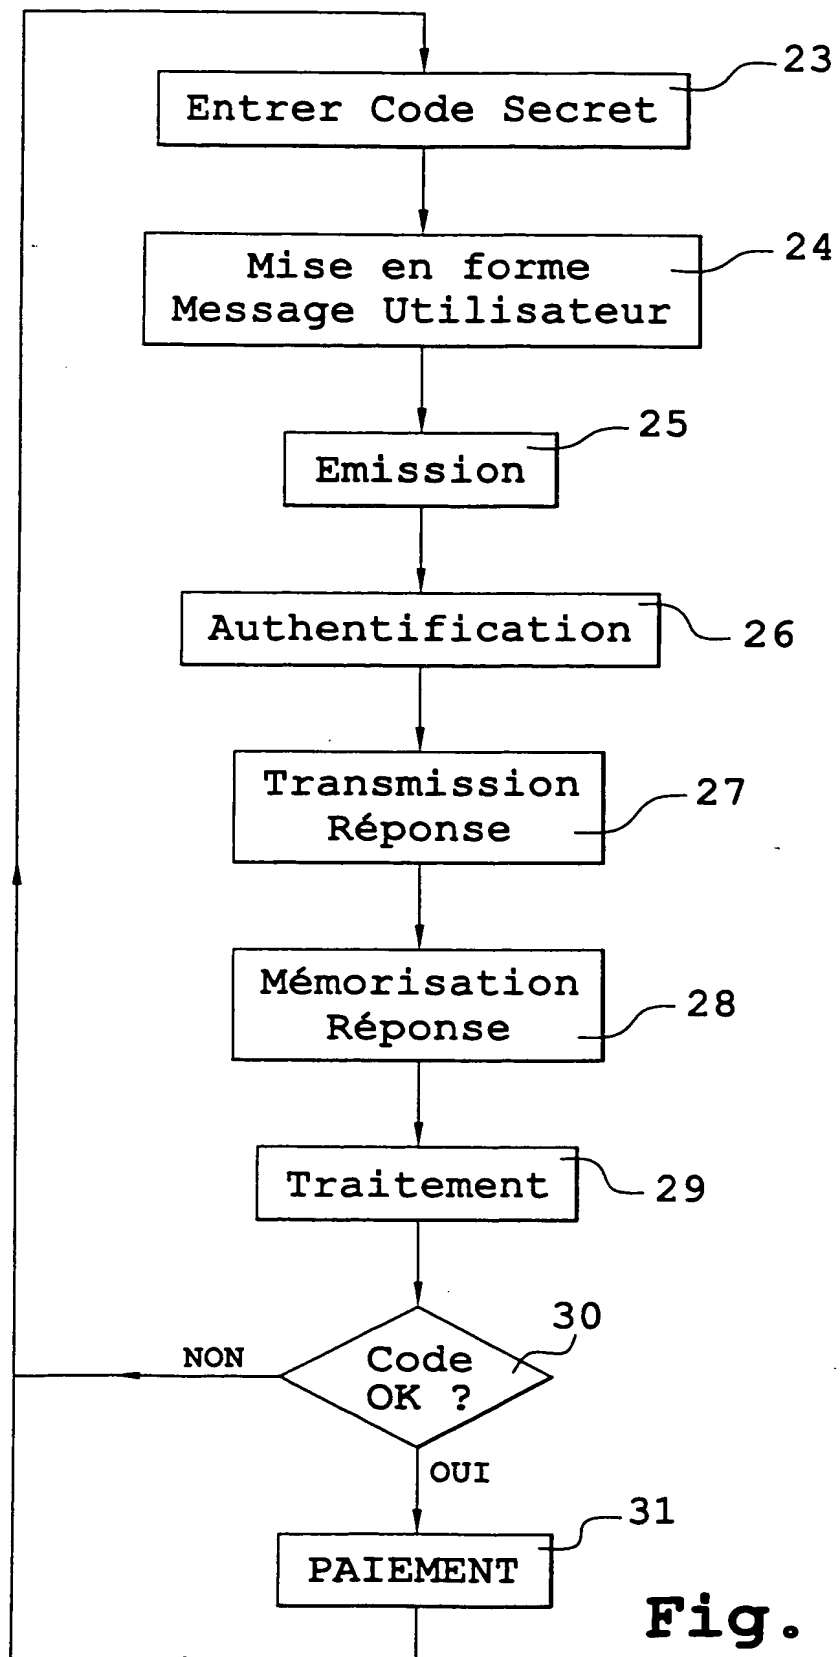 23
Entrer Code Secret
24
Mise en forme
Message Utilisateur
25
Emission
Authentification
26
Transmission
27
Réponse
Mémorisation
28
Réponse
Traitement
29
30
NON
Code
OK ?
OUI
31
PAIEMENT
Fig.